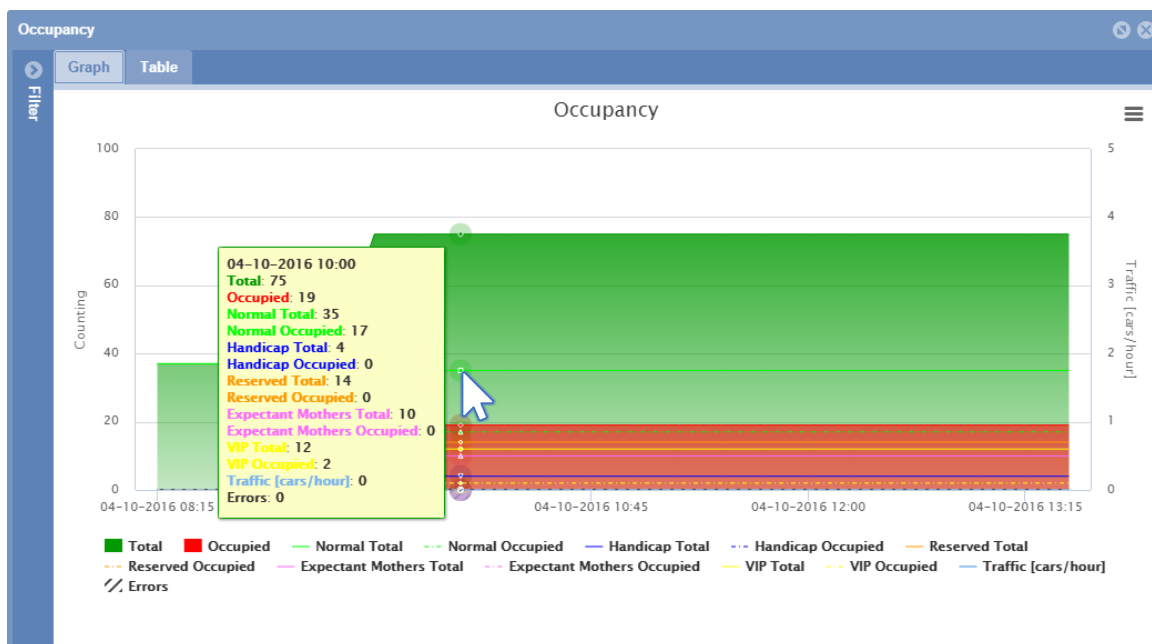 Occupancy
Graph Table
Filter
Occupancy
100 5
80 4
60 3
40 2
20 1
0 0
Counting
Traffic [cars/hour]
04-10-2016 10:00
Total: 75
Occupied: 19
Normal Total: 35
Normal Occupied: 17
Handicap Total: 4
Handicap Occupied: 0
Reserved Total: 14
Reserved Occupied: 0
Expectant Mothers Total: 10
Expectant Mothers Occupied: 0
VIP Total: 12
VIP Occupied: 2
Traffic [cars/hour]: 0
Errors: 0
04-10-2016 08:15 04-10-2016 10:45 04-10-2016 12:00 04-10-2016 13:15
Total Occupied Normal Total Normal Occupied Handicap Total Handicap Occupied Reserved Total
Reserved Occupied Expectant Mothers Total Expectant Mothers Occupied VIP Total VIP Occupied Traffic [cars/hour]
Errors